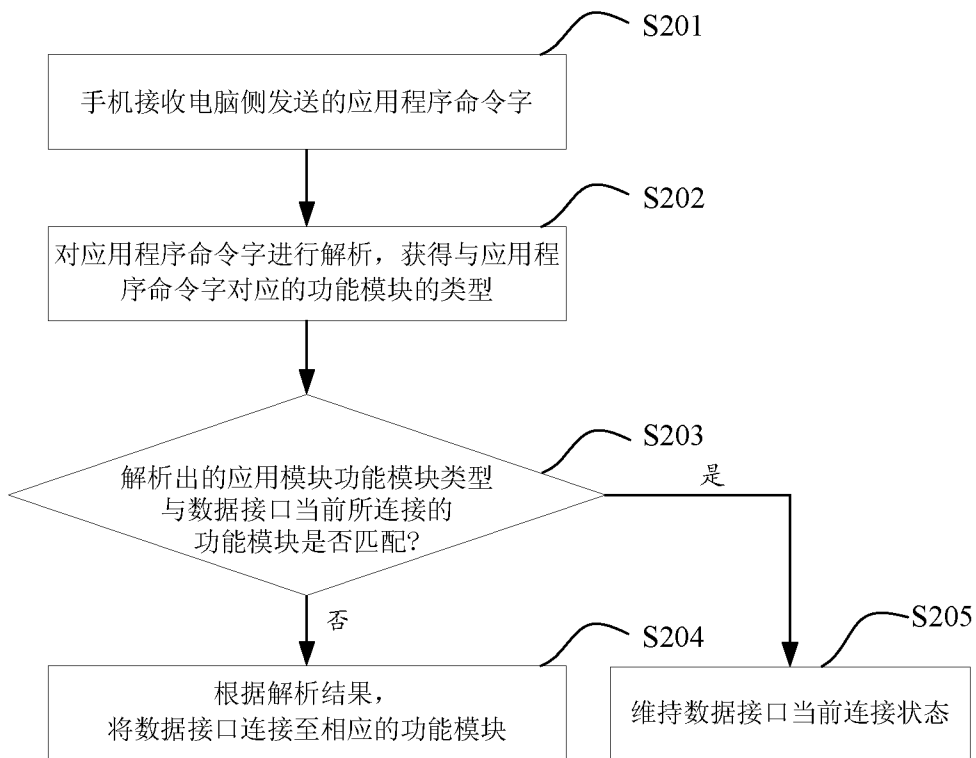 S201
手机接收电脑侧发送的应用程序命令字
S202
对应用程序命令字进行解析，获得与应用程
序命令字对应的功能模块的类型
S203
解析出的应用模块功能模块类型
与数据接口当前所连接的
功能模块是否匹配?
是
否
S204
根据解析结果，
将数据接口连接至相应的功能模块
S205
维持数据接口当前连接状态